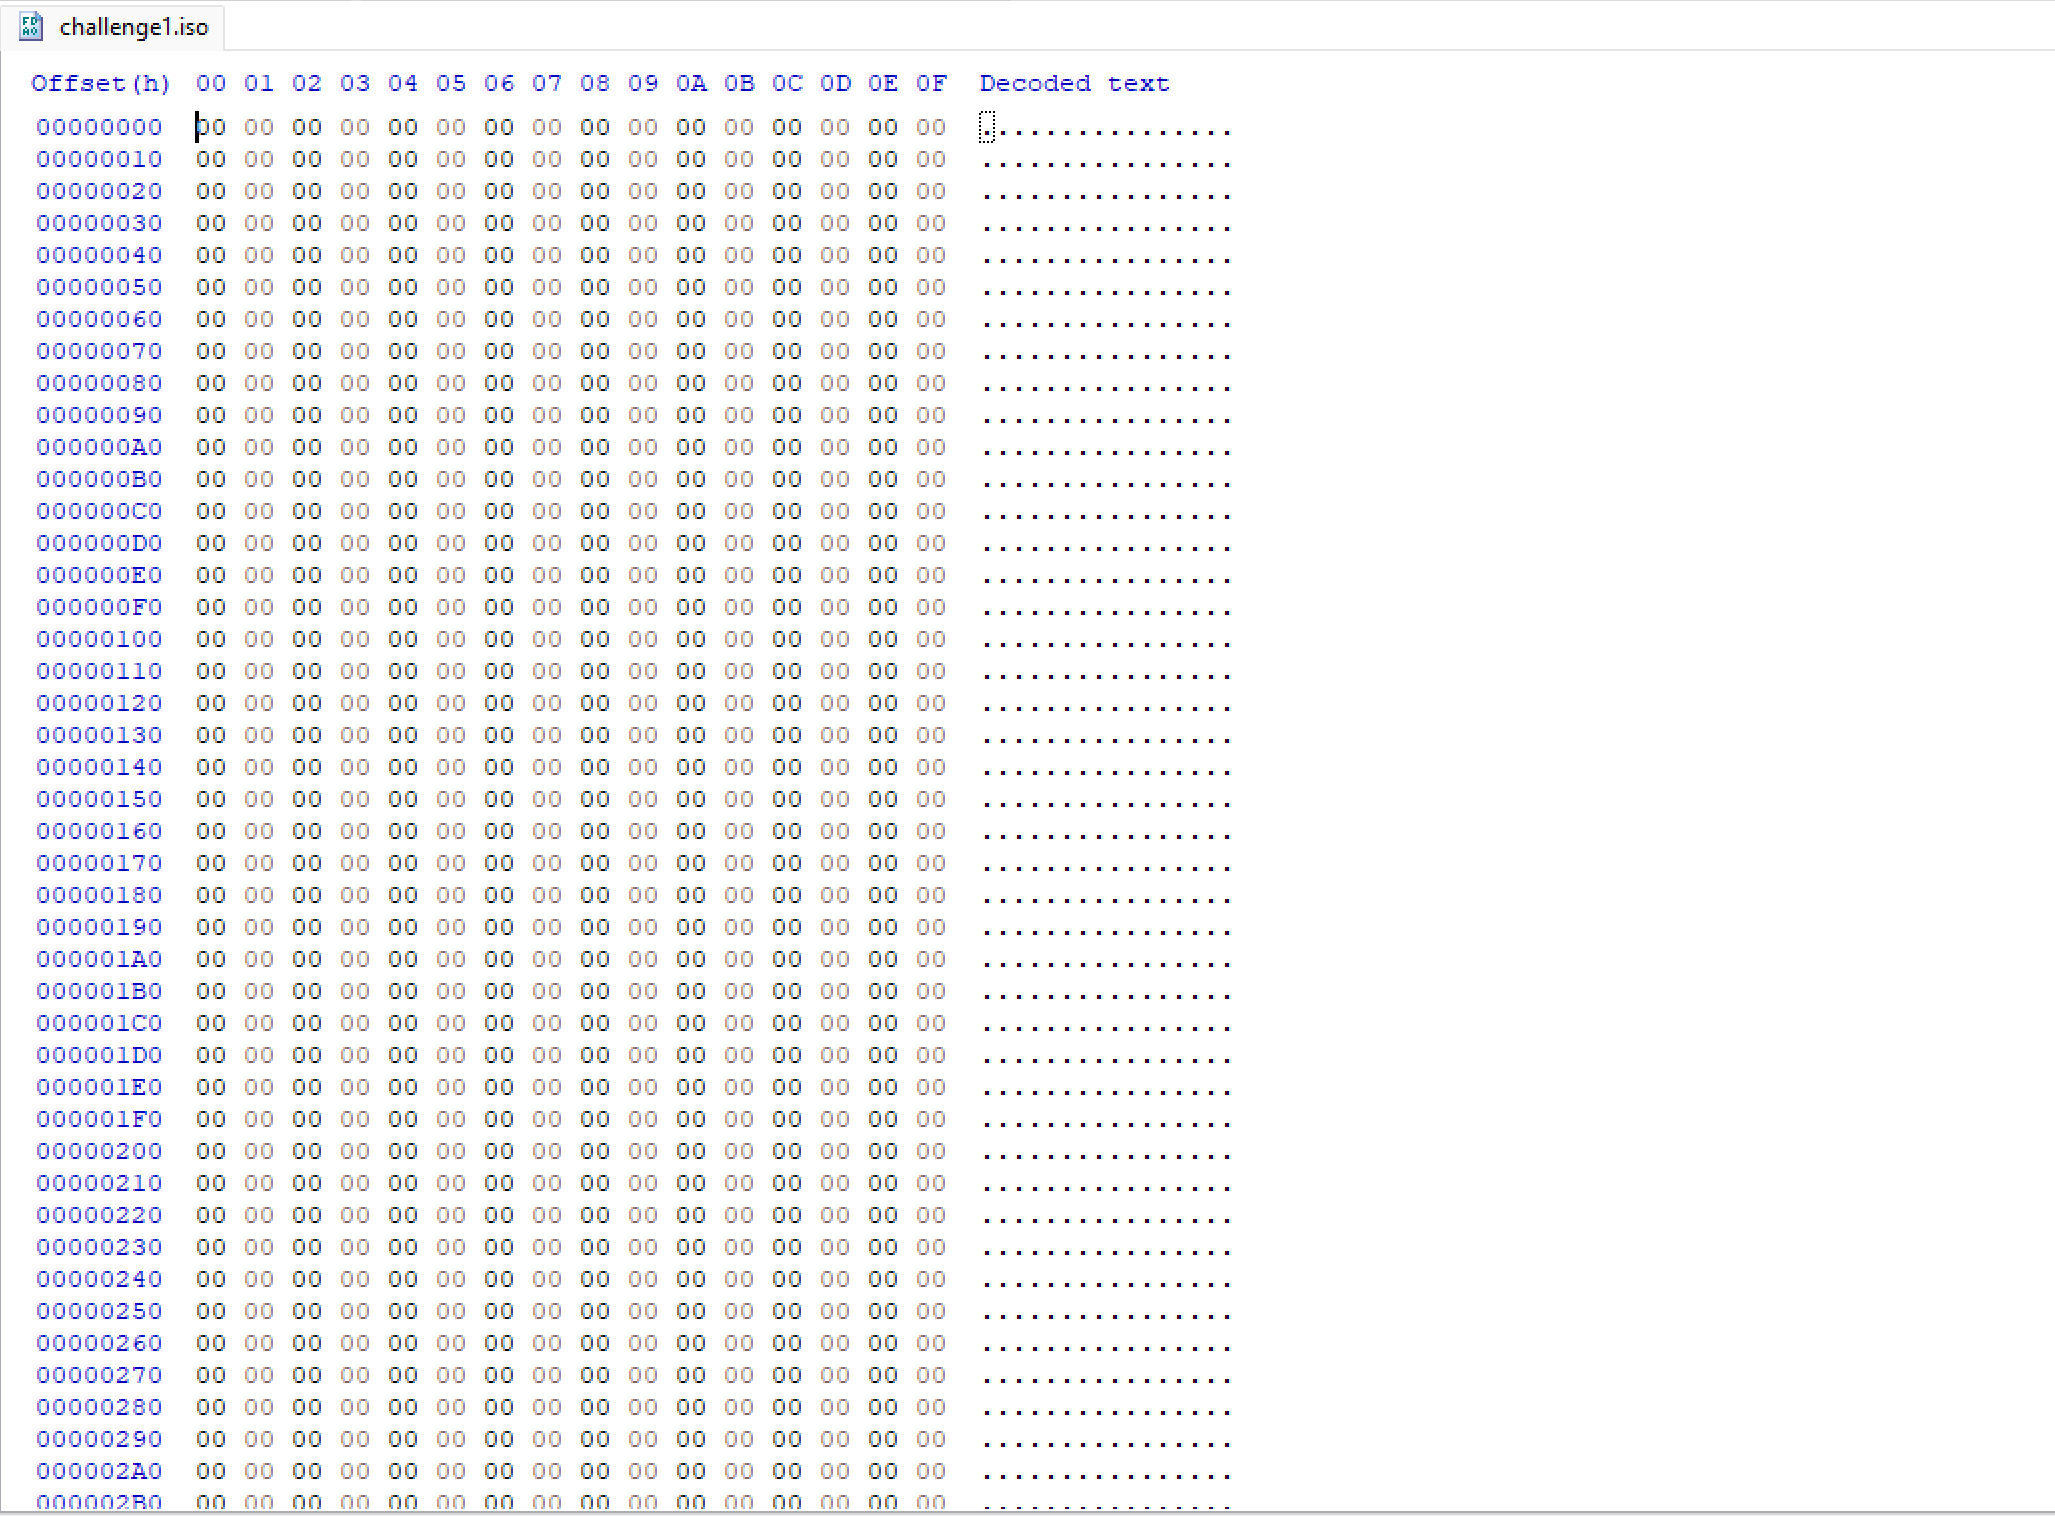 challenge1.iso
Offset(h) 00 01 02 03 04 05 06 07 08 09 0A 0B 0C 0D 0E 0F Decoded text
00000000 00 00 00 00 00 00 00 00 00 00 00 00 00 00 00 00 ................
00000010 00 00 00 00 00 00 00 00 00 00 00 00 00 00 00 00 ................
00000020 00 00 00 00 00 00 00 00 00 00 00 00 00 00 00 00 ................
00000030 00 00 00 00 00 00 00 00 00 00 00 00 00 00 00 00 ................
00000040 00 00 00 00 00 00 00 00 00 00 00 00 00 00 00 00 ................
00000050 00 00 00 00 00 00 00 00 00 00 00 00 00 00 00 00 ................
00000060 00 00 00 00 00 00 00 00 00 00 00 00 00 00 00 00 ................
00000070 00 00 00 00 00 00 00 00 00 00 00 00 00 00 00 00 ................
00000080 00 00 00 00 00 00 00 00 00 00 00 00 00 00 00 00 ................
00000090 00 00 00 00 00 00 00 00 00 00 00 00 00 00 00 00 ................
000000A0 00 00 00 00 00 00 00 00 00 00 00 00 00 00 00 00 ................
000000B0 00 00 00 00 00 00 00 00 00 00 00 00 00 00 00 00 ................
000000C0 00 00 00 00 00 00 00 00 00 00 00 00 00 00 00 00 ................
000000D0 00 00 00 00 00 00 00 00 00 00 00 00 00 00 00 00 ................
000000E0 00 00 00 00 00 00 00 00 00 00 00 00 00 00 00 00 ................
000000F0 00 00 00 00 00 00 00 00 00 00 00 00 00 00 00 00 ................
00000100 00 00 00 00 00 00 00 00 00 00 00 00 00 00 00 00 ................
00000110 00 00 00 00 00 00 00 00 00 00 00 00 00 00 00 00 ................
00000120 00 00 00 00 00 00 00 00 00 00 00 00 00 00 00 00 ................
00000130 00 00 00 00 00 00 00 00 00 00 00 00 00 00 00 00 ................
00000140 00 00 00 00 00 00 00 00 00 00 00 00 00 00 00 00 ................
00000150 00 00 00 00 00 00 00 00 00 00 00 00 00 00 00 00 ................
00000160 00 00 00 00 00 00 00 00 00 00 00 00 00 00 00 00 ................
00000170 00 00 00 00 00 00 00 00 00 00 00 00 00 00 00 00 ................
00000180 00 00 00 00 00 00 00 00 00 00 00 00 00 00 00 00 ................
00000190 00 00 00 00 00 00 00 00 00 00 00 00 00 00 00 00 ................
000001A0 00 00 00 00 00 00 00 00 00 00 00 00 00 00 00 00 ................
000001B0 00 00 00 00 00 00 00 00 00 00 00 00 00 00 00 00 ................
000001C0 00 00 00 00 00 00 00 00 00 00 00 00 00 00 00 00 ................
000001D0 00 00 00 00 00 00 00 00 00 00 00 00 00 00 00 00 ................
000001E0 00 00 00 00 00 00 00 00 00 00 00 00 00 00 00 00 ................
000001F0 00 00 00 00 00 00 00 00 00 00 00 00 00 00 00 00 ................
00000200 00 00 00 00 00 00 00 00 00 00 00 00 00 00 00 00 ................
00000210 00 00 00 00 00 00 00 00 00 00 00 00 00 00 00 00 ................
00000220 00 00 00 00 00 00 00 00 00 00 00 00 00 00 00 00 ................
00000230 00 00 00 00 00 00 00 00 00 00 00 00 00 00 00 00 ................
00000240 00 00 00 00 00 00 00 00 00 00 00 00 00 00 00 00 ................
00000250 00 00 00 00 00 00 00 00 00 00 00 00 00 00 00 00 ................
00000260 00 00 00 00 00 00 00 00 00 00 00 00 00 00 00 00 ................
00000270 00 00 00 00 00 00 00 00 00 00 00 00 00 00 00 00 ................
00000280 00 00 00 00 00 00 00 00 00 00 00 00 00 00 00 00 ................
00000290 00 00 00 00 00 00 00 00 00 00 00 00 00 00 00 00 ................
000002A0 00 00 00 00 00 00 00 00 00 00 00 00 00 00 00 00 ................
000002B0 00 00 00 00 00 00 00 00 00 00 00 00 00 00 00 00 ................